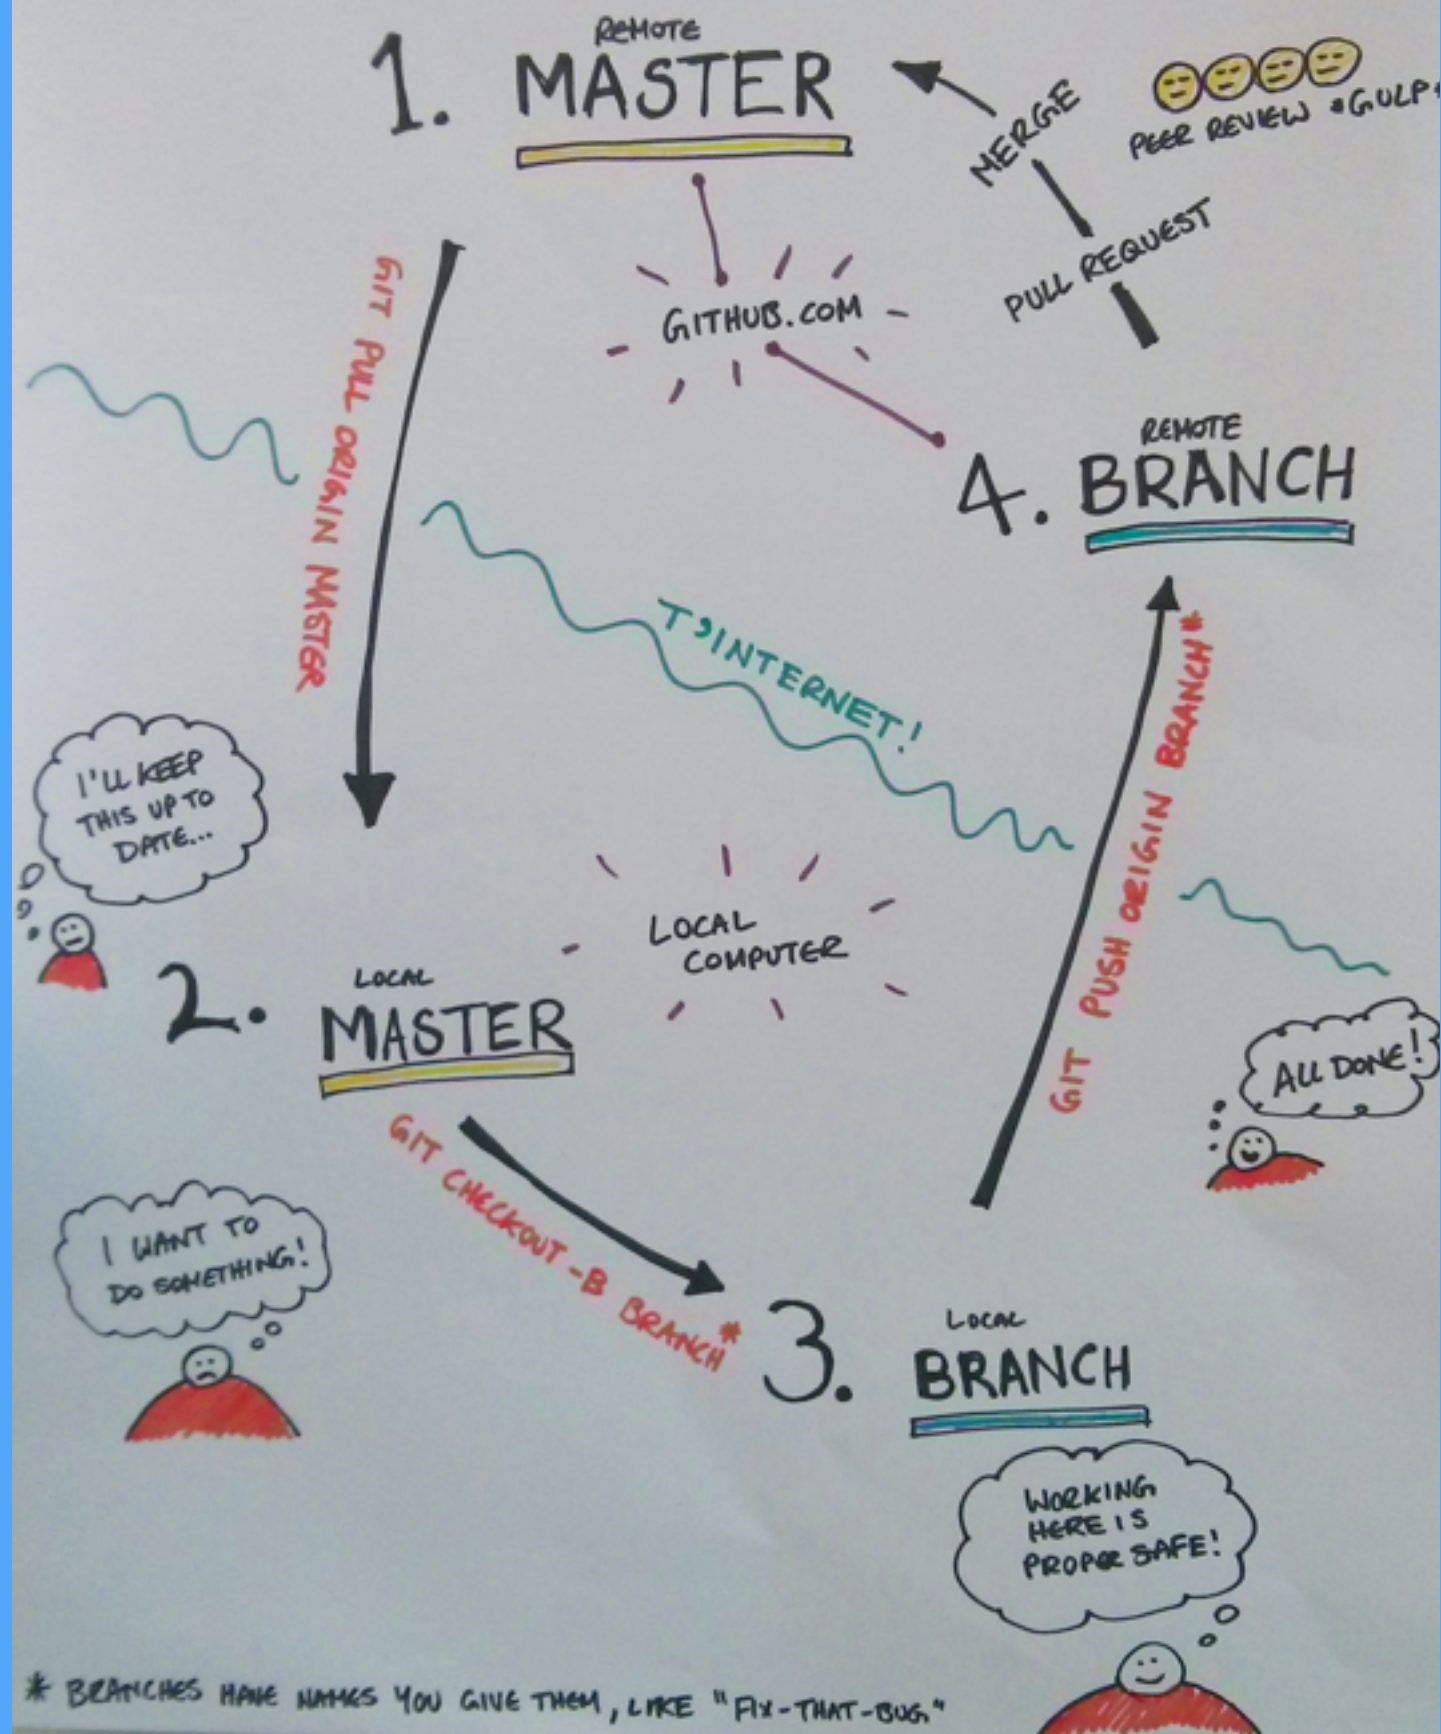 REMOTE
1. MASTER
MERGE
PEER REVIEW *GULP*
PULL REQUEST
GITHUB.COM
GIT PULL ORIGIN MASTER
REMOTE
4. BRANCH
T'INTERNET!
GIT PUSH ORIGIN BRANCH*
I'LL KEEP
THIS UP TO
DATE...
LOCAL
COMPUTER
LOCAL
2. MASTER
ALL DONE!
GIT CHECKOUT -B BRANCH*
I WANT TO
DO SOMETHING!
LOCAL
3. BRANCH
WORKING
HERE IS
PROPER SAFE!
* BRANCHES HAVE NAMES YOU GIVE THEM, LIKE "FIX-THAT-BUG"